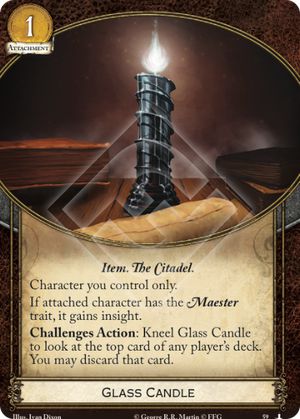 1
Attachment
Item. The Citadel.
Character you control only.
If attached character has the Maester
trait, it gains insight.
Challenges Action: Kneel Glass Candle
to look at the top card of any player's deck.
You may discard that card.
Glass Candle
Illus. Ivan Dixon © George R.R. Martin © FFG 59